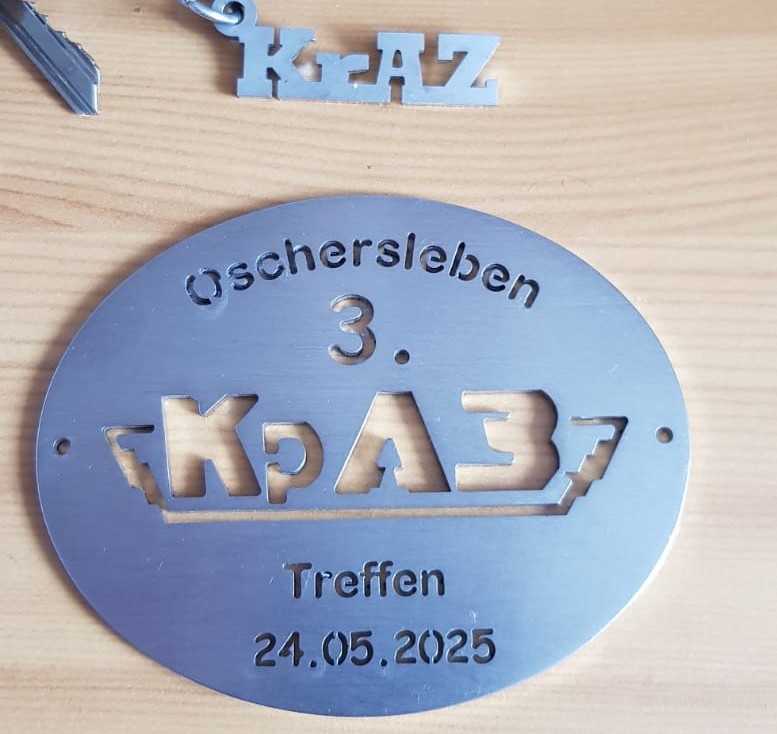 KrAZ
Oschersleben
3.
КрАЗ
Treffen
24.05.2025